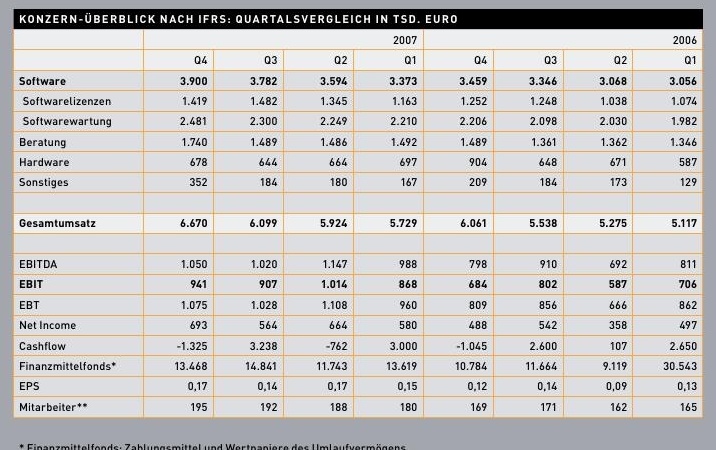 KONZERN-ÜBERBLICK NACH IFRS: QUARTALSVERGLEICH IN TSD. EURO
2007 2006
Q4 Q3 Q2 Q1 Q4 Q3 Q2 Q1
Software 3.900 3.782 3.594 3.373 3.459 3.346 3.068 3.056
Softwarelizenzen 1.419 1.482 1.345 1.163 1.252 1.248 1.038 1.074
Softwarewartung 2.481 2.300 2.249 2.210 2.206 2.098 2.030 1.982
Beratung 1.740 1.489 1.486 1.492 1.489 1.361 1.362 1.346
Hardware 678 644 664 697 904 648 671 587
Sonstiges 352 184 180 167 209 184 173 129
Gesamtumsatz 6.670 6.099 5.924 5.729 6.061 5.538 5.275 5.117
EBITDA 1.050 1.020 1.147 988 798 910 692 811
EBIT 941 907 1.014 868 684 802 587 706
EBT 1.075 1.028 1.108 960 809 856 666 862
Net Income 693 564 664 580 488 542 358 497
Cashflow -1.325 3.238 -762 3.000 -1.045 2.600 107 2.650
Finanzmittelfonds* 13.468 14.841 11.743 13.619 10.784 11.664 9.119 30.543
EPS 0,17 0,14 0,17 0,15 0,12 0,14 0,09 0,13
Mitarbeiter** 195 192 188 180 169 171 162 165
* Finanzmittelfonds: Zahlungsmittel und Wertpapiere des Umlaufvermögens